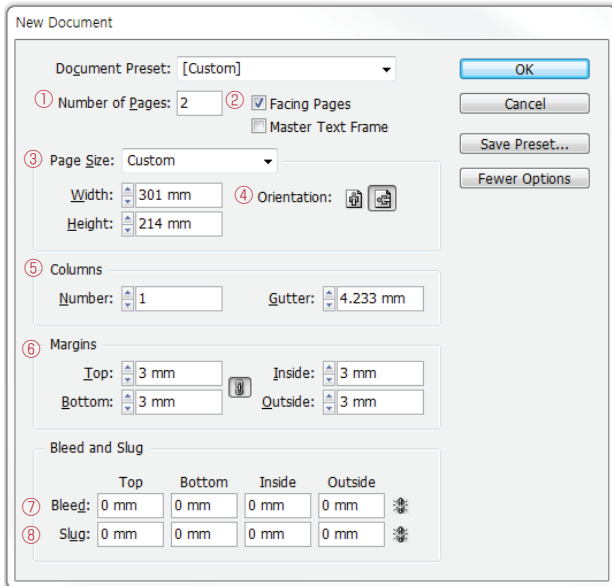 New Document
Document Preset: [Custom]
OK
① Number of Pages: 2 ② Facing Pages
Cancel
Master Text Frame
Save Preset...
③ Page Size: Custom
Fewer Options
Width: 301 mm ④ Orientation:
Height: 214 mm
⑤ Columns
Number: 1 Gutter: 4.233 mm
⑥ Margins
Top: 3 mm Inside: 3 mm
Bottom: 3 mm Outside: 3 mm
Bleed and Slug
Top Bottom Inside Outside
⑦ Bleed: 0 mm 0 mm 0 mm 0 mm
⑧ Slug: 0 mm 0 mm 0 mm 0 mm